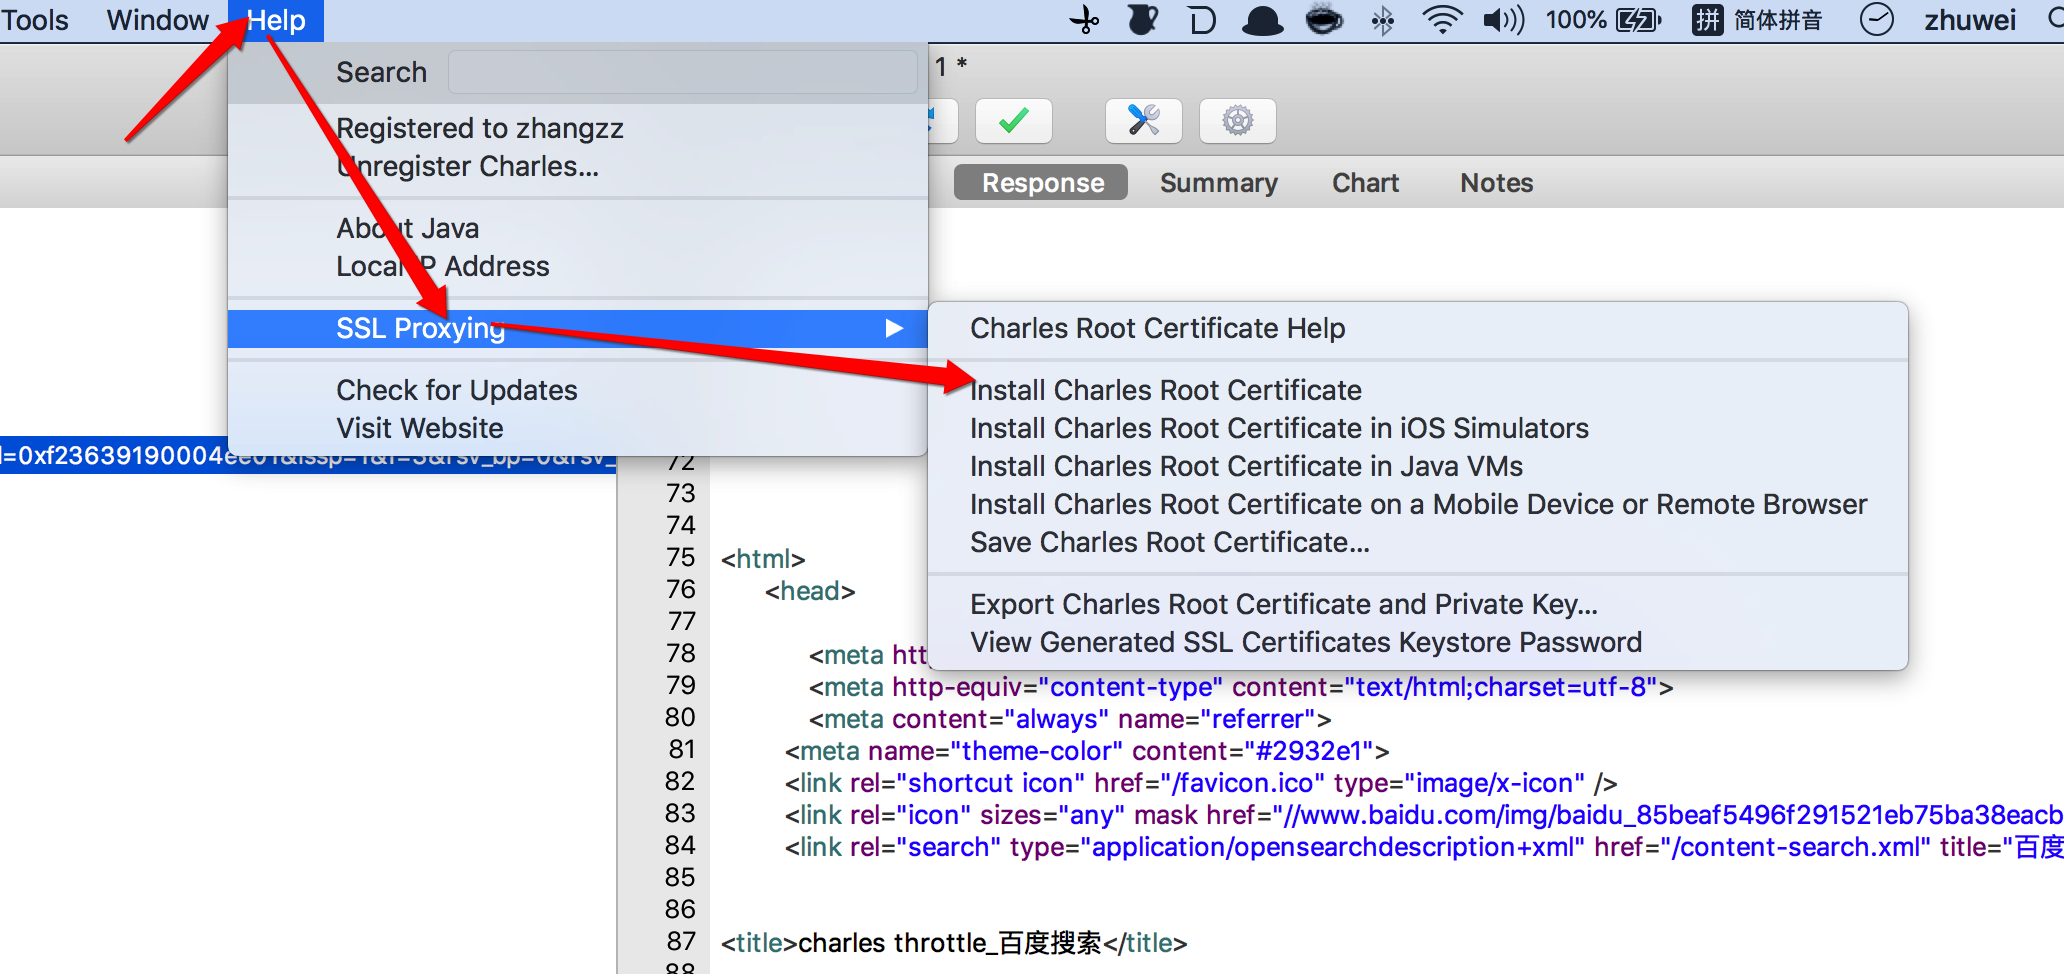 Tools Window Help 100% 拼 简体拼音 zhuwei
Search
1 *
Registered to zhangzz
Unregister Charles...
Response Summary Chart Notes
About Java
Local IP Address
SSL Proxying
Charles Root Certificate Help
Check for Updates
Visit Website
Install Charles Root Certificate
Install Charles Root Certificate in iOS Simulators
Install Charles Root Certificate in Java VMs
Install Charles Root Certificate on a Mobile Device or Remote Browser
Save Charles Root Certificate...
Export Charles Root Certificate and Private Key...
View Generated SSL Certificates Keystore Password
72
73
74
75 <html>
76 <head>
77
78 <meta htt
79 <meta http-equiv="content-type" content="text/html;charset=utf-8">
80 <meta content="always" name="referrer">
81 <meta name="theme-color" content="#2932e1">
82 <link rel="shortcut icon" href="/favicon.ico" type="image/x-icon" />
83 <link rel="icon" sizes="any" mask href="//www.baidu.com/img/baidu_85beaf5496f291521eb75ba38eacb
84 <link rel="search" type="application/opensearchdescription+xml" href="/content-search.xml" title="百度
85
86
87 <title>charles throttle_百度搜索</title>
88